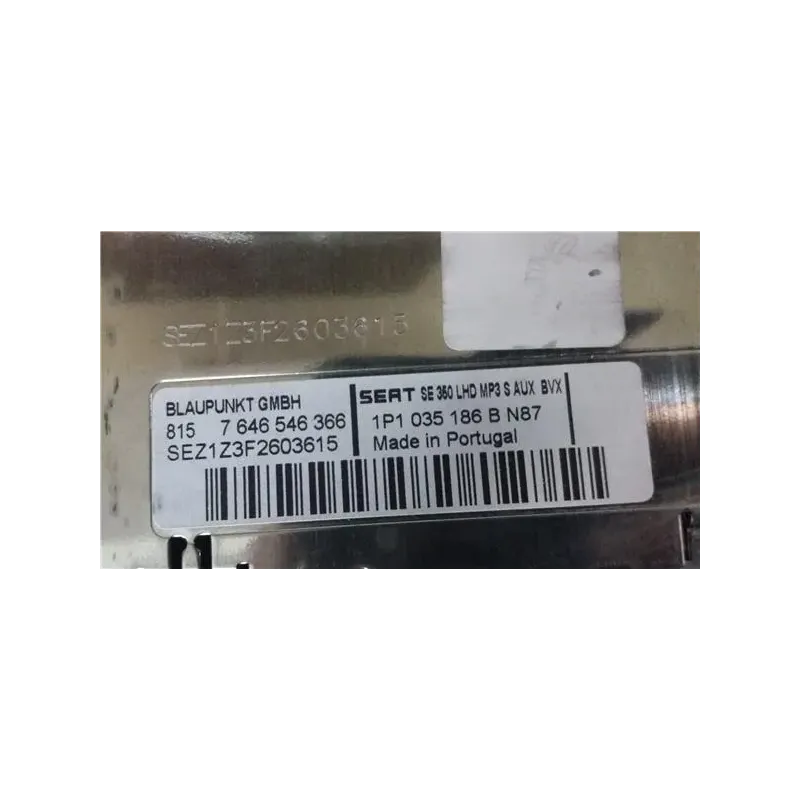 SEZ1Z3F2603615
BLAUPUNKT GMBH
815 7 646 546 366
SEZ1Z3F2603615
SEAT SE 360 LHD MP3 S AUX BVX
1P1 035 186 B N87
Made in Portugal